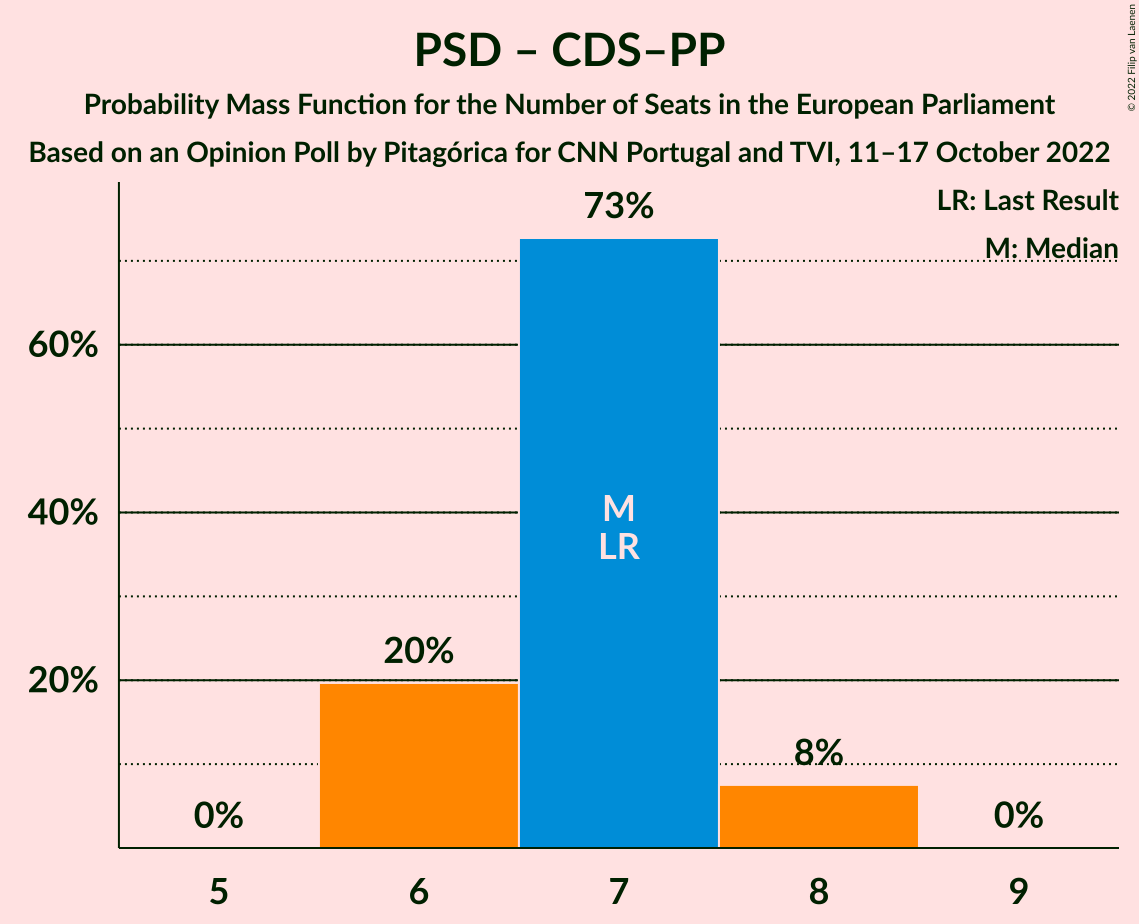 PSD – CDS–PP
Probability Mass Function for the Number of Seats in the European Parliament
Based on an Opinion Poll by Pitagórica for CNN Portugal and TVI, 11–17 October 2022
© 2022 Filip van Laenen
LR: Last Result
M: Median
73%
60%
40%
20%
M
LR
20%
8%
0%
0%
5 6 7 8 9